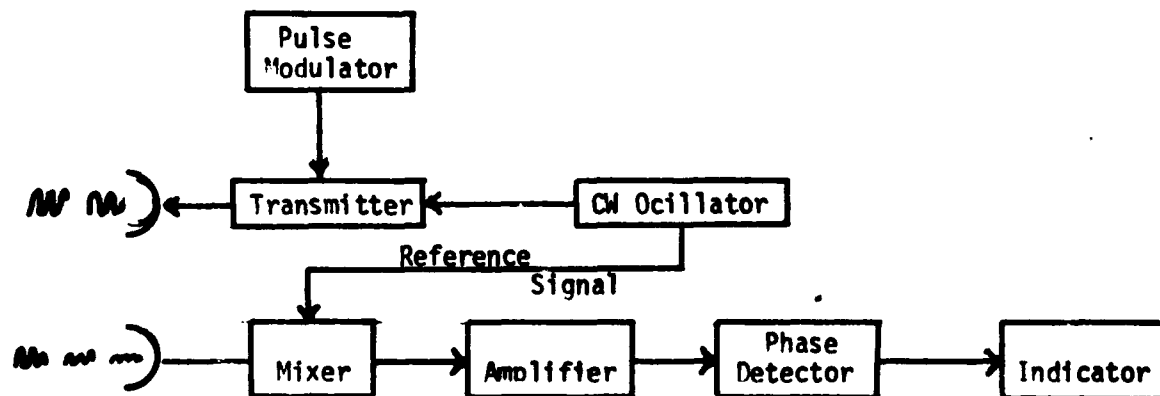 Pulse
Modulator
Transmitter
CW Ocillator
Reference
Signal
Mixer
Amplifier
Phase
Detector
Indicator